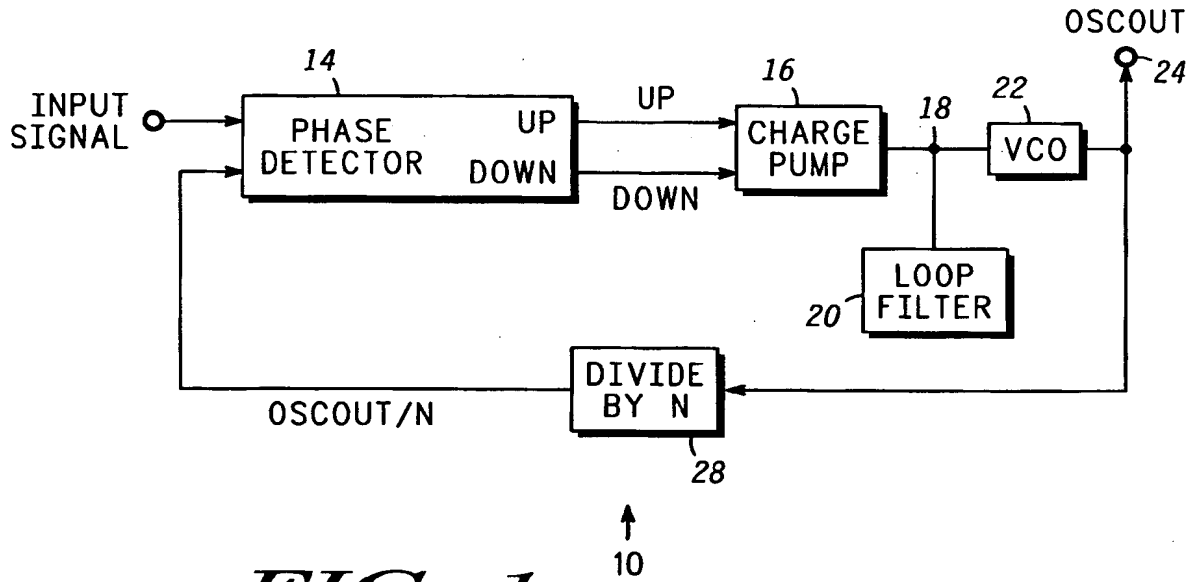 OSCOUT
24
14
INPUT
SIGNAL
PHASE
DETECTOR
UP
DOWN
UP
DOWN
16
CHARGE
PUMP
18
22
VCO
LOOP
FILTER
20
DIVIDE
BY N
28
OSCOUT/N
10
FIG. 1